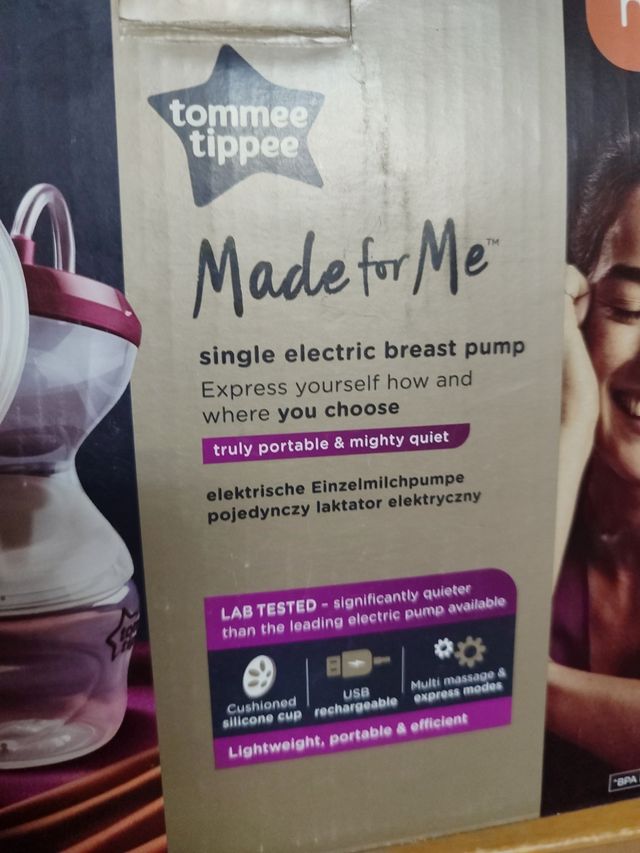 tommee
tippee
Made for Me™
single electric breast pump
Express yourself how and
where you choose
truly portable & mighty quiet
elektrische Einzelmilchpumpe
pojedynczy laktator elektryczny
LAB TESTED - significantly quieter
than the leading electric pump available
Cushioned
silicone cup
USB
rechargeable
Multi massage &
express modes
Lightweight, portable & efficient
*BPA